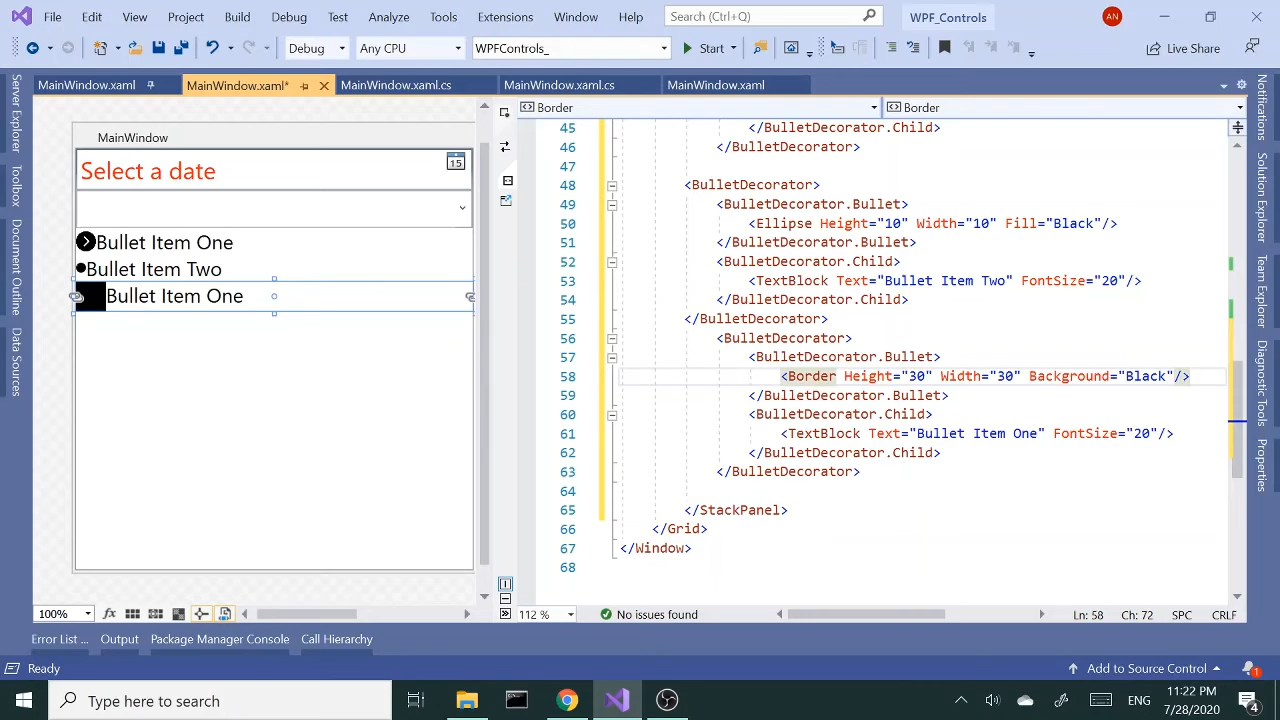 File Edit View Project Build Debug Test Analyze Tools Extensions Window Help Search (Ctrl+Q) WPF_Controls AN
Debug Any CPU WPFControls_ Start Live Share
MainWindow.xaml MainWindow.xaml* MainWindow.xaml.cs MainWindow.xaml.cs MainWindow.xaml
Server Explorer
Toolbox
Document Outline
Data Sources
MainWindow
Select a date 15
Bullet Item One
Bullet Item Two
Bullet Item One
100% fx
Border Border
45 </BulletDecorator.Child>
46 </BulletDecorator>
47
48 <BulletDecorator>
49 <BulletDecorator.Bullet>
50 <Ellipse Height="10" Width="10" Fill="Black"/>
51 </BulletDecorator.Bullet>
52 <BulletDecorator.Child>
53 <TextBlock Text="Bullet Item Two" FontSize="20"/>
54 </BulletDecorator.Child>
55 </BulletDecorator>
56 <BulletDecorator>
57 <BulletDecorator.Bullet>
58 <Border Height="30" Width="30" Background="Black"/>
59 </BulletDecorator.Bullet>
60 <BulletDecorator.Child>
61 <TextBlock Text="Bullet Item One" FontSize="20"/>
62 </BulletDecorator.Child>
63 </BulletDecorator>
64
65 </StackPanel>
66 </Grid>
67 </Window>
68
112 % No issues found Ln: 58 Ch: 72 SPC CRLF
Notifications
Solution Explorer
Team Explorer
Diagnostic Tools
Properties
Error List ... Output Package Manager Console Call Hierarchy
Ready Add to Source Control 1
Type here to search ENG 11:22 PM 4
7/28/2020